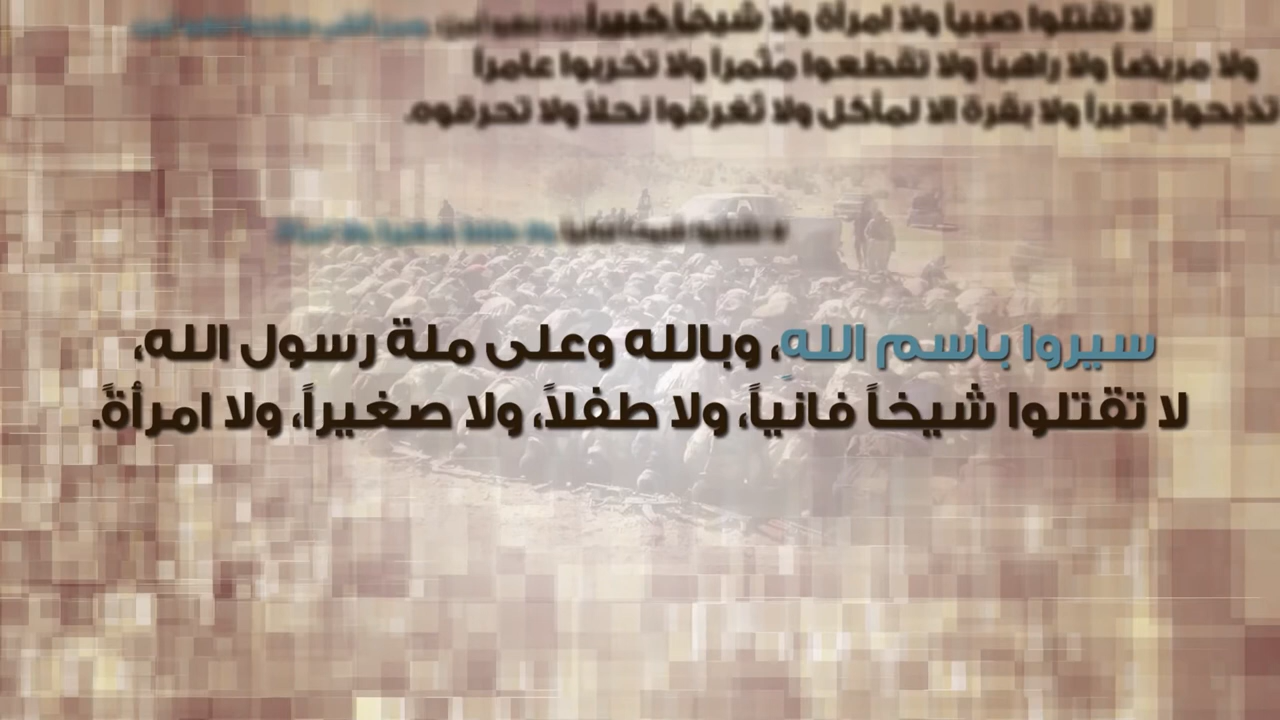 لا تقتلوا صبياً ولا امرأة ولا شيخاً كبيراً
ولا مريضاً ولا راهباً ولا تقطعوا مثمراً ولا تخربوا عامراً
تذبحوا بعيراً ولا بقرة الا لمأكل ولا تغرقوا نحلاً ولا تحرقوه.
سيروا باسم اللهِ، وبالله وعلى ملة رسول الله،
لا تقتلوا شيخاً فانياً، ولا طفلاً، ولا صغيراً، ولا امرأةً.